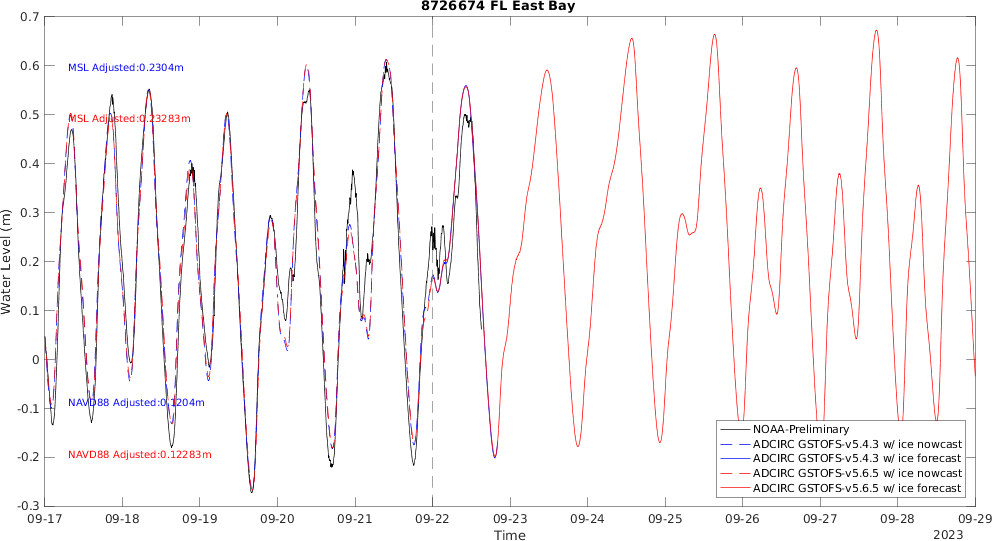 8726674 FL East Bay
Water Level (m)
0.7
0.6
0.5
0.4
0.3
0.2
0.1
0
-0.1
-0.2
-0.3
MSL Adjusted:0.2304m
MSL Adjusted:0.23283m
NAVD88 Adjusted:0.1204m
NAVD88 Adjusted:0.12283m
NOAA-Preliminary
ADCIRC GSTOFS-v5.4.3 w/ ice nowcast
ADCIRC GSTOFS-v5.4.3 w/ ice forecast
ADCIRC GSTOFS-v5.6.5 w/ ice nowcast
ADCIRC GSTOFS-v5.6.5 w/ ice forecast
09-17 09-18 09-19 09-20 09-21 09-22 09-23 09-24 09-25 09-26 09-27 09-28 09-29
Time
2023